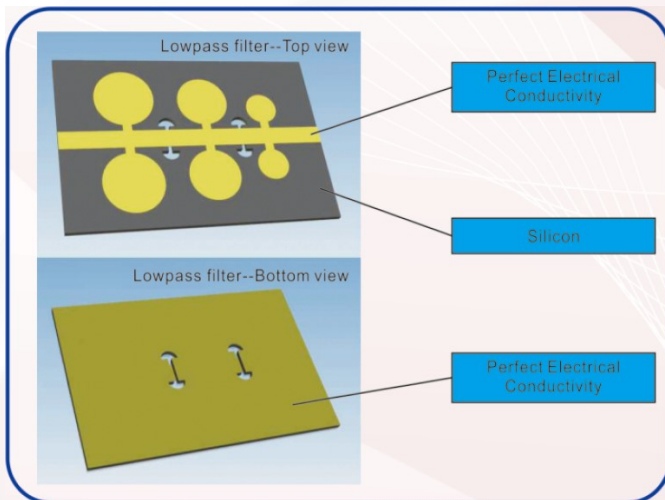 Lowpass filter--Top view
Perfect Electrical
Conductivity
Silicon
Lowpass filter--Bottom view
Perfect Electrical
Conductivity